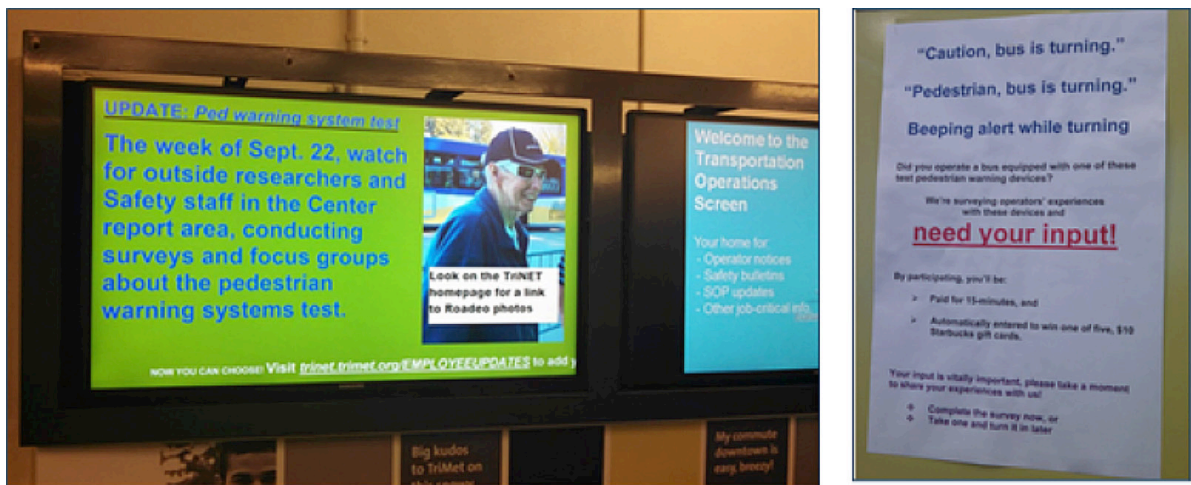 UPDATE: Ped warning system test
The week of Sept. 22, watch
for outside researchers and
Safety staff in the Center
report area, conducting
surveys and focus groups
about the pedestrian
warning systems test.
Look on the TriNET
homepage for a link
to Roadeo photos
NOW YOU CAN CHOOSE! Visit trinet.trimet.org/EMPLOYEEUPDATES to add
Welcome to the
Transportation
Operations
Screen
Your home for:
- Operator notices
- Safety bulletins
- SOP updates
- Other job-critical info
Big kudos
to TriMet on
My commute
downtown is
easy, breezy!
"Caution, bus is turning."
"Pedestrian, bus is turning."
Beeping alert while turning
Did you operate a bus equipped with one of these
test pedestrian warning devices?
We're surveying operators' experiences
with these devices and
need your input!
By participating, you'll be:
➢ Paid for 15-minutes, and
➢ Automatically entered to win one of five, $10
Starbucks gift cards.
Your input is vitally important, please take a moment
to share your experiences with us!
❖ Complete the survey now, or
❖ Take one and turn it in later